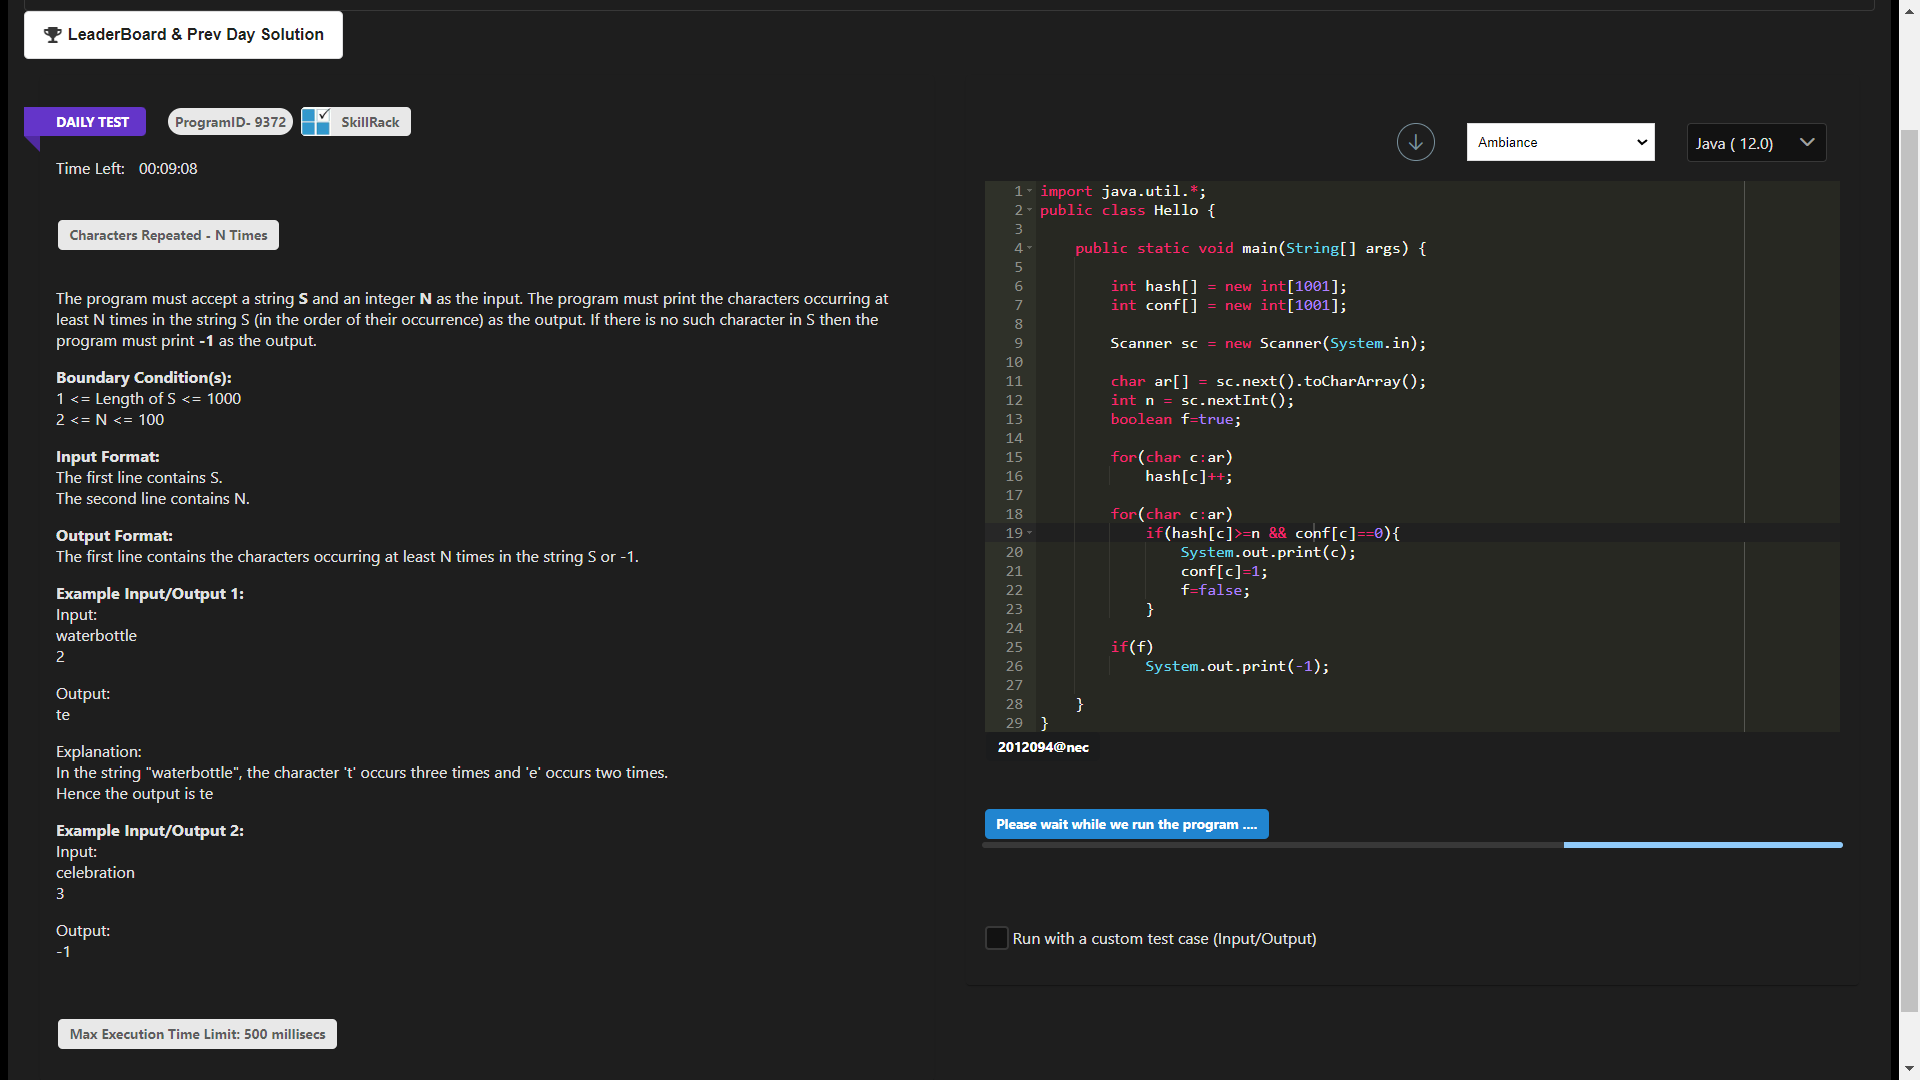 LeaderBoard & Prev Day Solution
DAILY TEST
ProgramID- 9372
SkillRack
Time Left: 00:09:08
Characters Repeated - N Times
The program must accept a string S and an integer N as the input. The program must print the characters occurring at
least N times in the string S (in the order of their occurrence) as the output. If there is no such character in S then the
program must print -1 as the output.
Boundary Condition(s):
1 <= Length of S <= 1000
2 <= N <= 100
Input Format:
The first line contains S.
The second line contains N.
Output Format:
The first line contains the characters occurring at least N times in the string S or -1.
Example Input/Output 1:
Input:
waterbottle
2
Output:
te
Explanation:
In the string "waterbottle", the character 't' occurs three times and 'e' occurs two times.
Hence the output is te
Example Input/Output 2:
Input:
celebration
3
Output:
-1
Max Execution Time Limit: 500 millisecs
Ambiance
Java ( 12.0)
1 import java.util.*;
2 public class Hello {
3
4     public static void main(String[] args) {
5
6         int hash[] = new int[1001];
7         int conf[] = new int[1001];
8
9         Scanner sc = new Scanner(System.in);
10
11         char ar[] = sc.next().toCharArray();
12         int n = sc.nextInt();
13         boolean f=true;
14
15         for(char c:ar)
16             hash[c]++;
17
18         for(char c:ar)
19             if(hash[c]>=n && conf[c]==0){
20                 System.out.print(c);
21                 conf[c]=1;
22                 f=false;
23             }
24
25         if(f)
26             System.out.print(-1);
27
28     }
29 }
2012094@nec
Please wait while we run the program ....
Run with a custom test case (Input/Output)